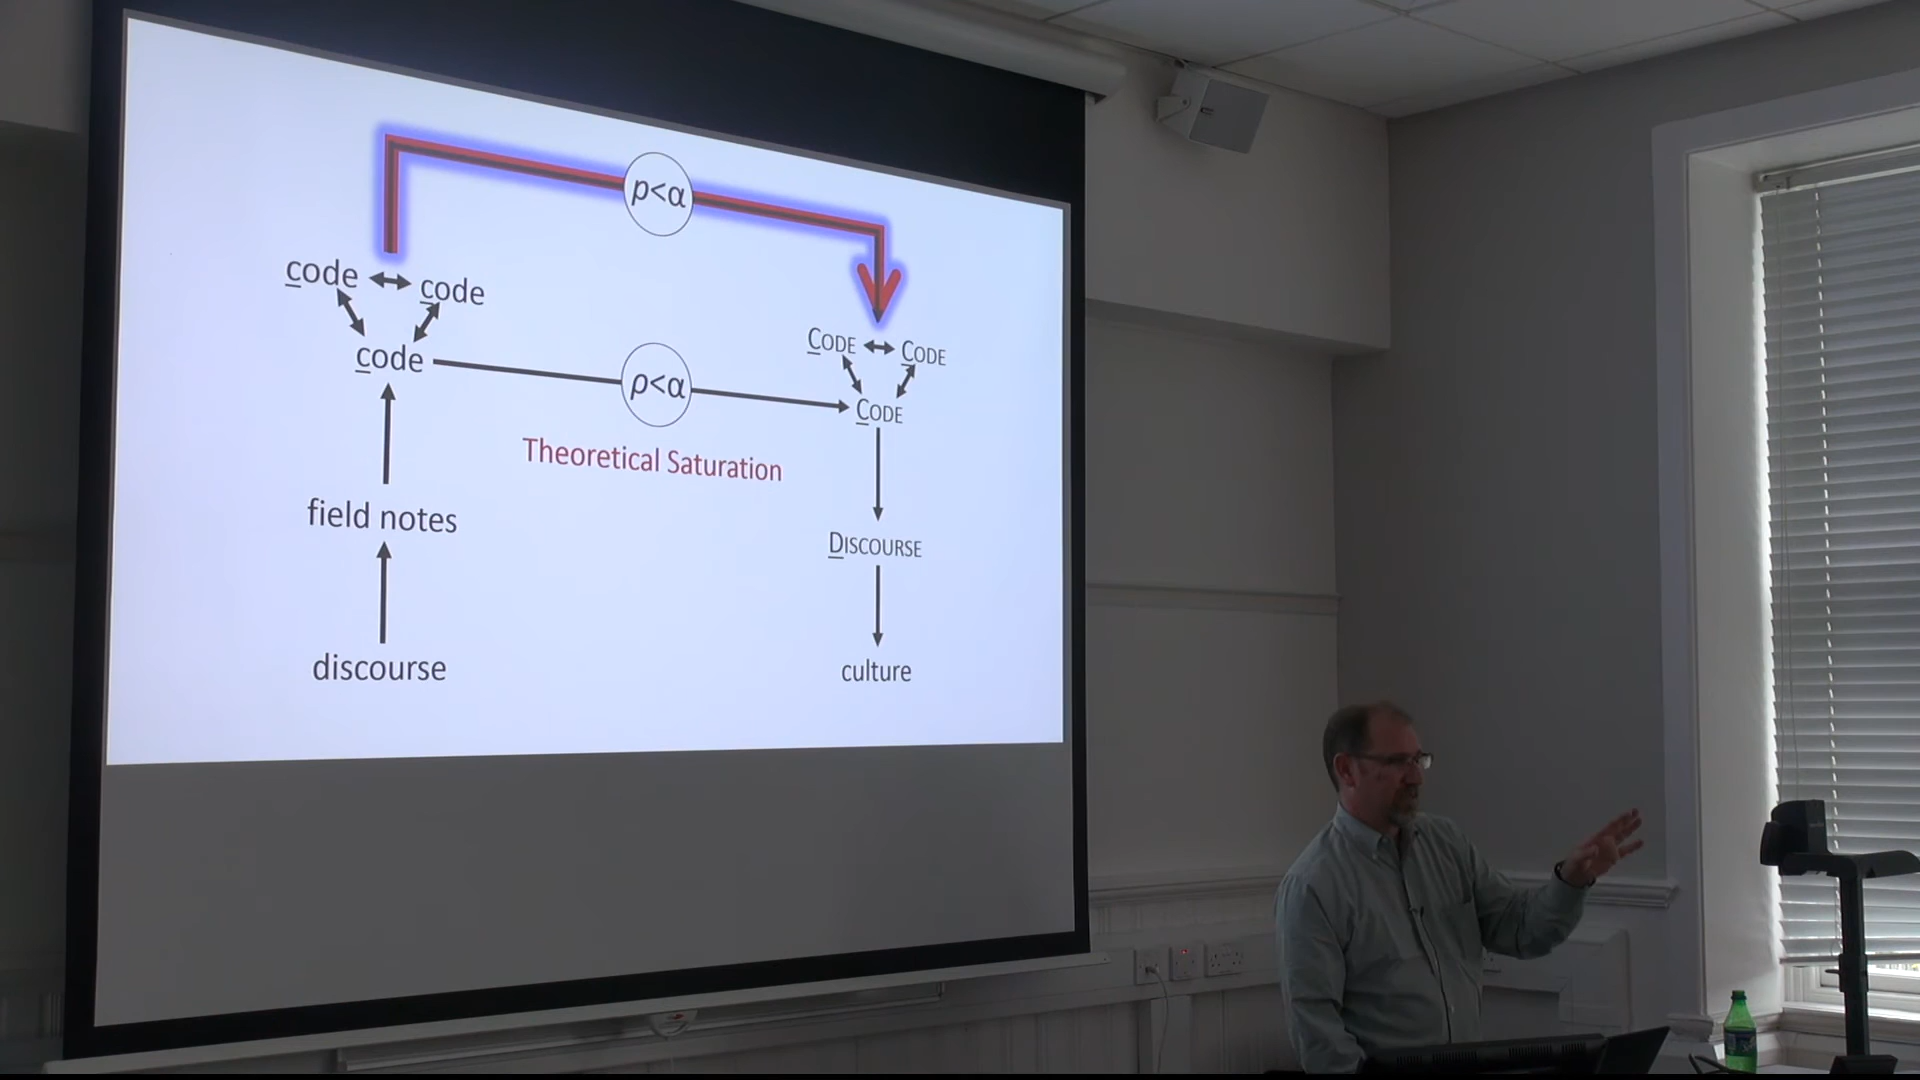 p<α
code ↔ code
code
ρ<α
CODE ↔ CODE
CODE
Theoretical Saturation
field notes
DISCOURSE
discourse
culture